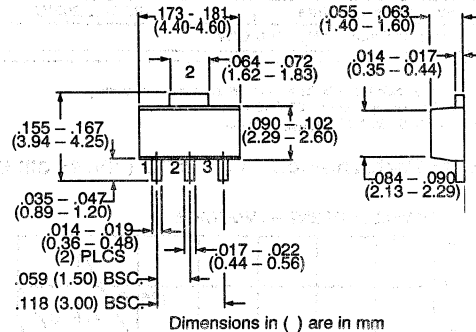 .173 – .181
(4.40-4.60)
.055 – .063
(1.40 – 1.60)
2
.064 – .072
(1.62 – 1.83)
.014 – .017
(0.35 – 0.44)
.155 – .167
(3.94 – 4.25)
.090 – .102
(2.29 – 2.60)
1 2 3
.084 – .090
(2.13 – 2.29)
.035 – .047
(0.89 – 1.20)
.014 – .019
(0.36 – 0.48)
(2) PLCS
.017 – .022
(0.44 – 0.56)
.059 (1.50) BSC.
.118 (3.00) BSC.
Dimensions in ( ) are in mm